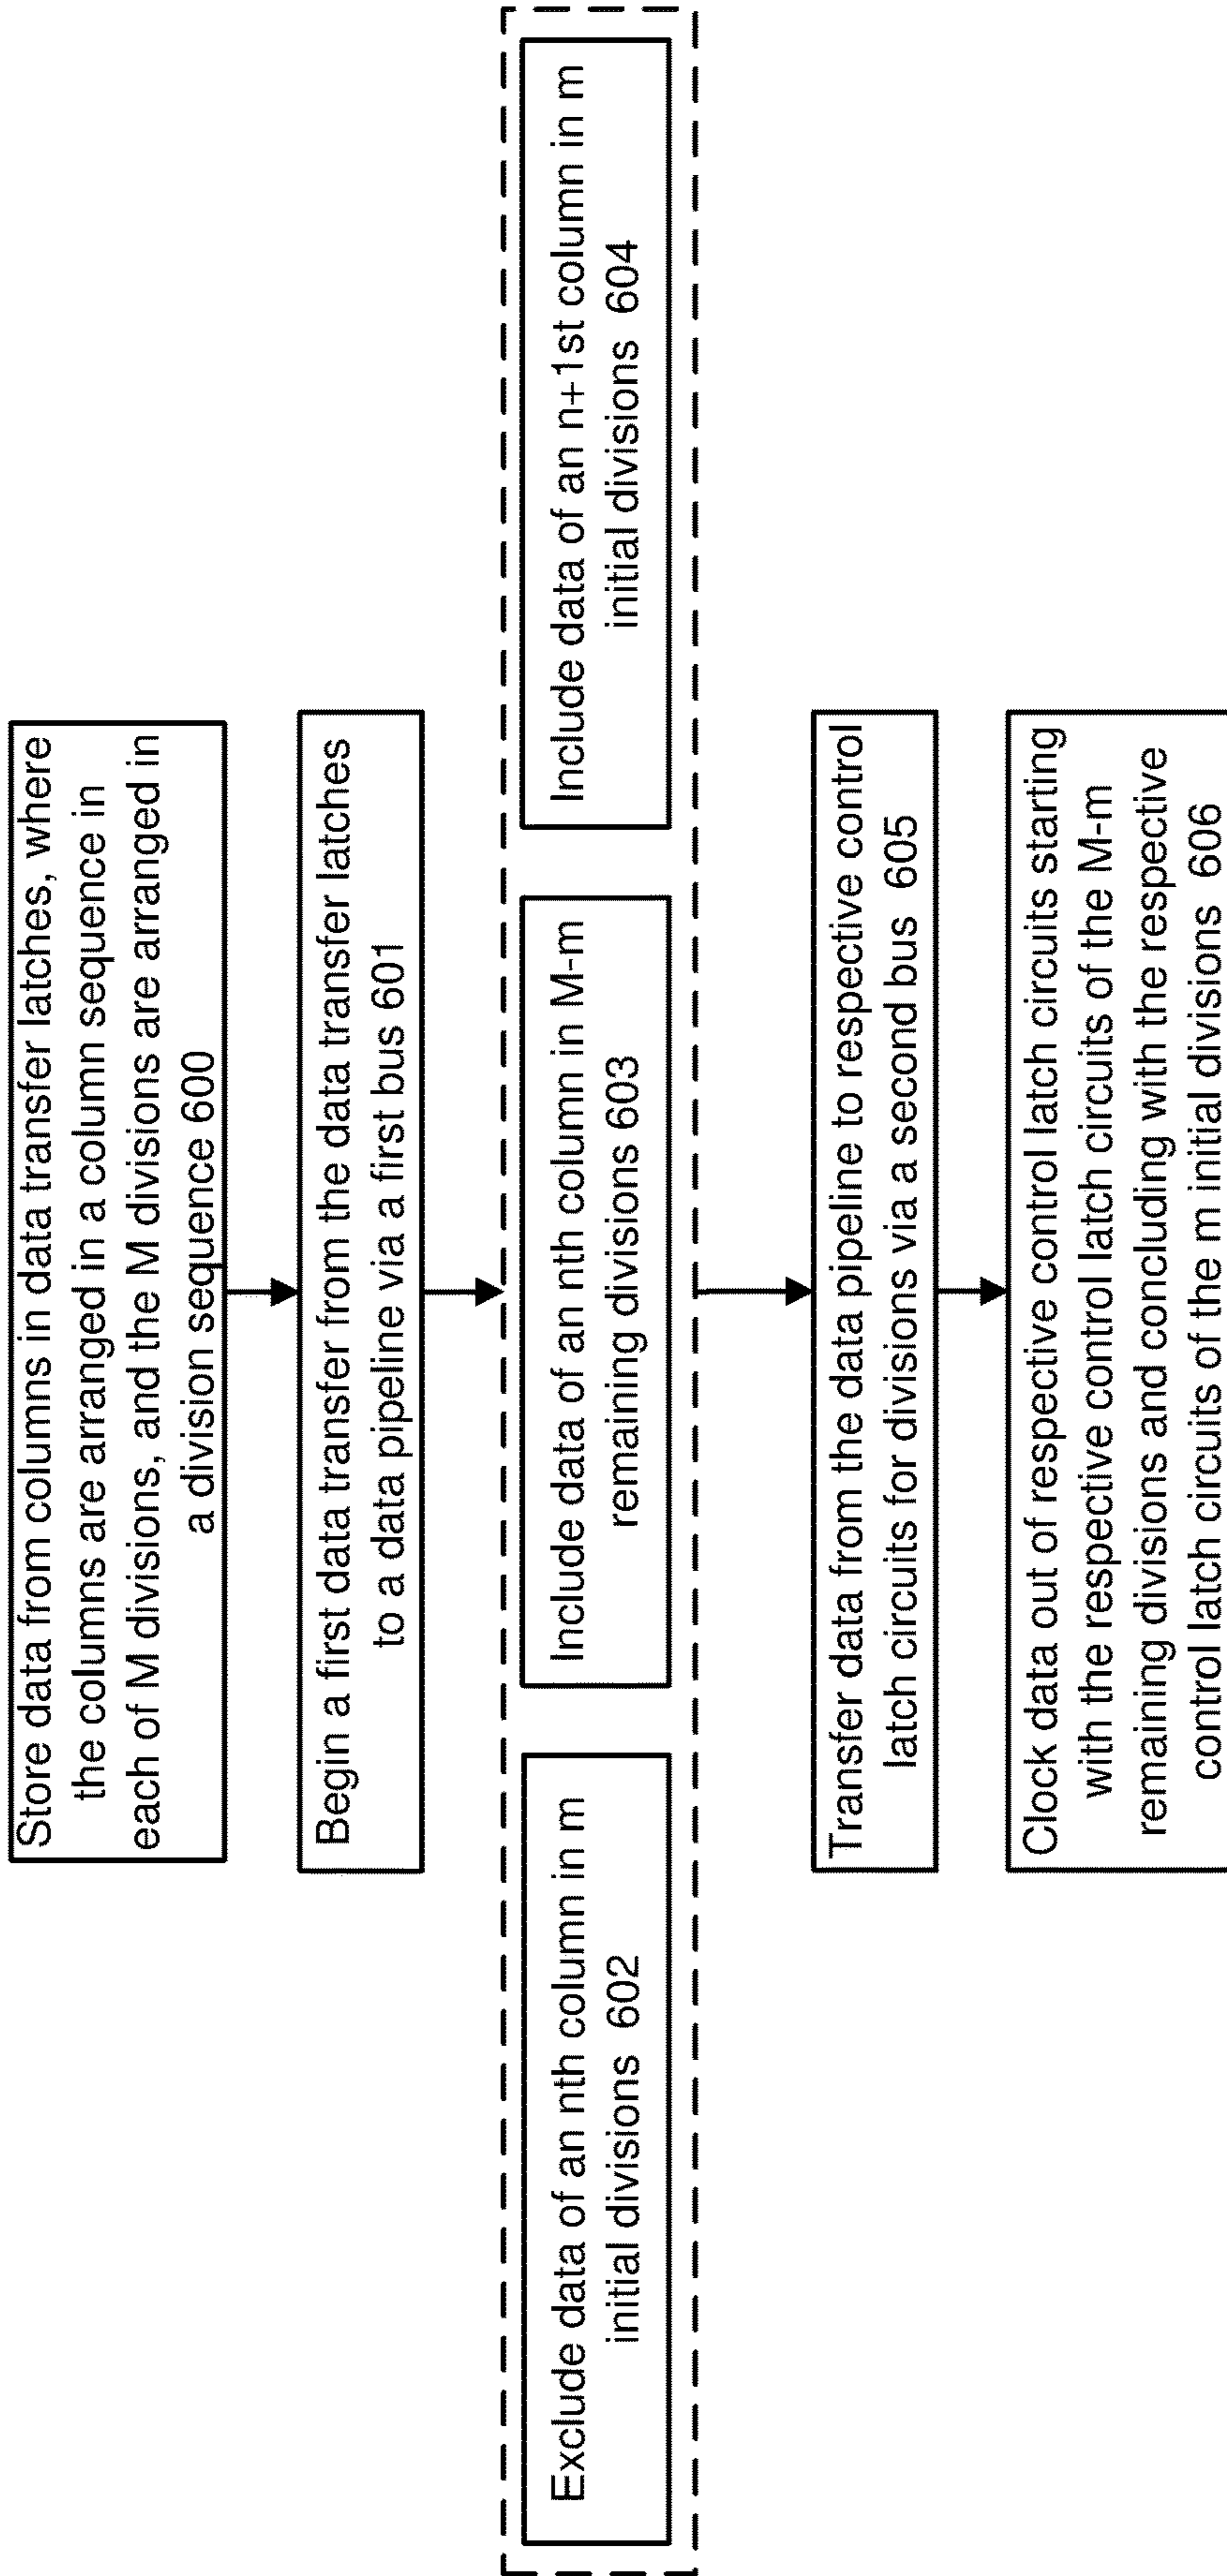 Store data from columns in data transfer latches, where
the columns are arranged in a column sequence in
each of M divisions, and the M divisions are arranged in
a division sequence 600
Begin a first data transfer from the data transfer latches
to a data pipeline via a first bus 601
Exclude data of an nth column in m
initial divisions 602
Include data of an nth column in M-m
remaining divisions 603
Include data of an n+1st column in m
initial divisions 604
Transfer data from the data pipeline to respective control
latch circuits for divisions via a second bus 605
Clock data out of respective control latch circuits starting
with the respective control latch circuits of the M-m
remaining divisions and concluding with the respective
control latch circuits of the m initial divisions 606